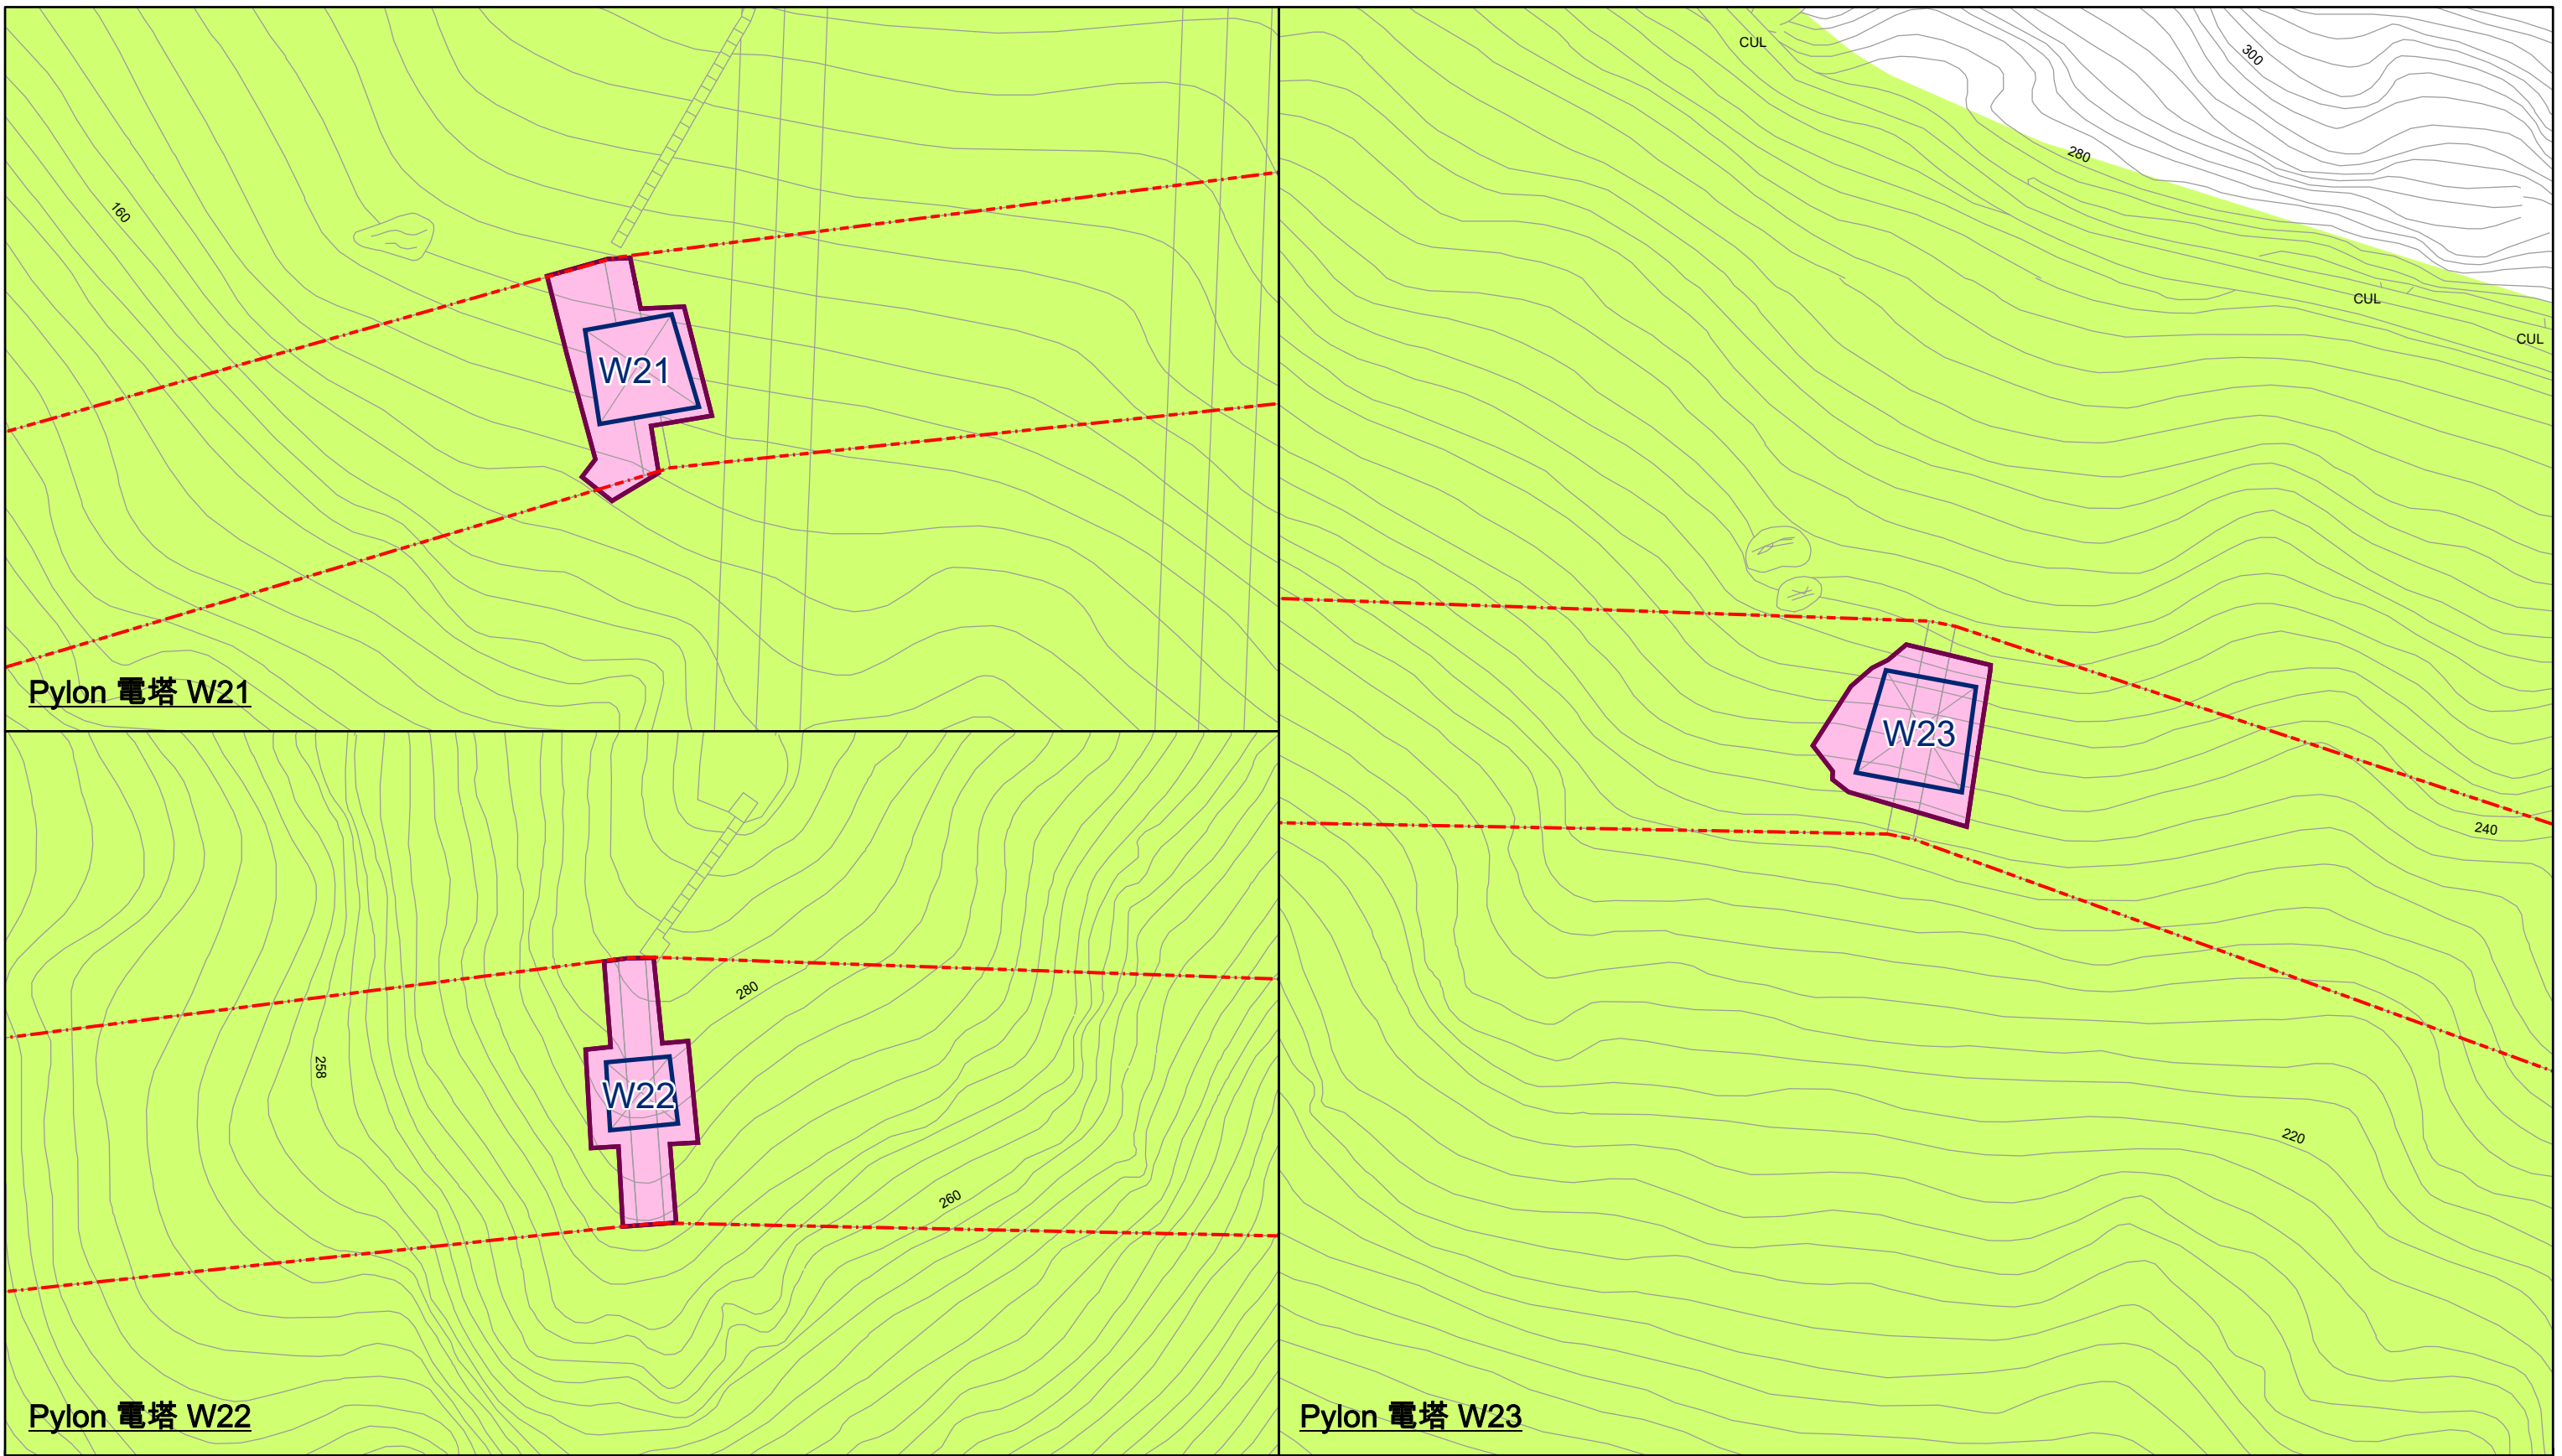 160
W21
Pylon 電塔 W21
280
258
W22
260
Pylon 電塔 W22
CUL
300
280
CUL
CUL
W23
240
220
Pylon 電塔 W23